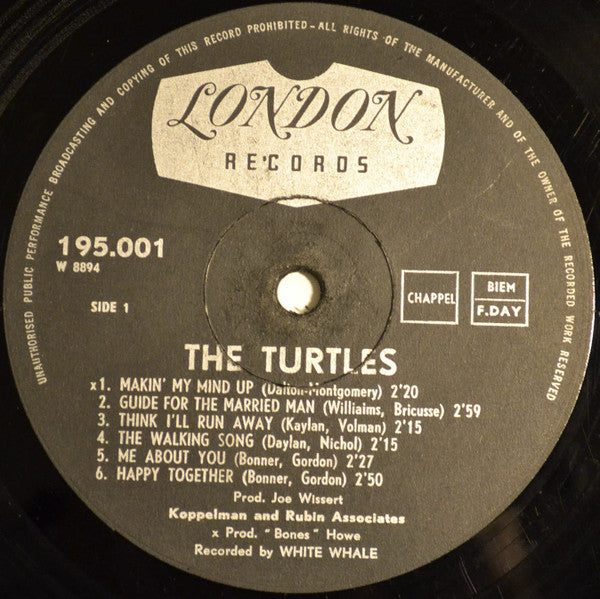 UNAUTHORISED PUBLIC PERFORMANCE BROADCASTING AND COPYING OF THIS RECORD PROHIBITED-ALL RIGHTS OF THE MANUFACTURER AND OF THE OWNER OF THE RECORDED WORK RESERVED
LONDON
RECORDS
195.001
W 8894
SIDE 1
CHAPPEL
BIEM
F.DAY
THE TURTLES
x1. MAKIN' MY MIND UP (Dalton-Montgomery) 2'20
2. GUIDE FOR THE MARRIED MAN (Williaims, Bricusse) 2'59
3. THINK I'LL RUN AWAY (Kaylan, Volman) 2'15
4. THE WALKING SONG (Daylan, Nichol) 2'15
5. ME ABOUT YOU (Bonner, Gordon) 2'27
6. HAPPY TOGETHER (Bonner, Gordon) 2'50
Prod. Joe Wissert
Koppelman and Rubin Associates
x Prod. "Bones" Howe
Recorded by WHITE WHALE